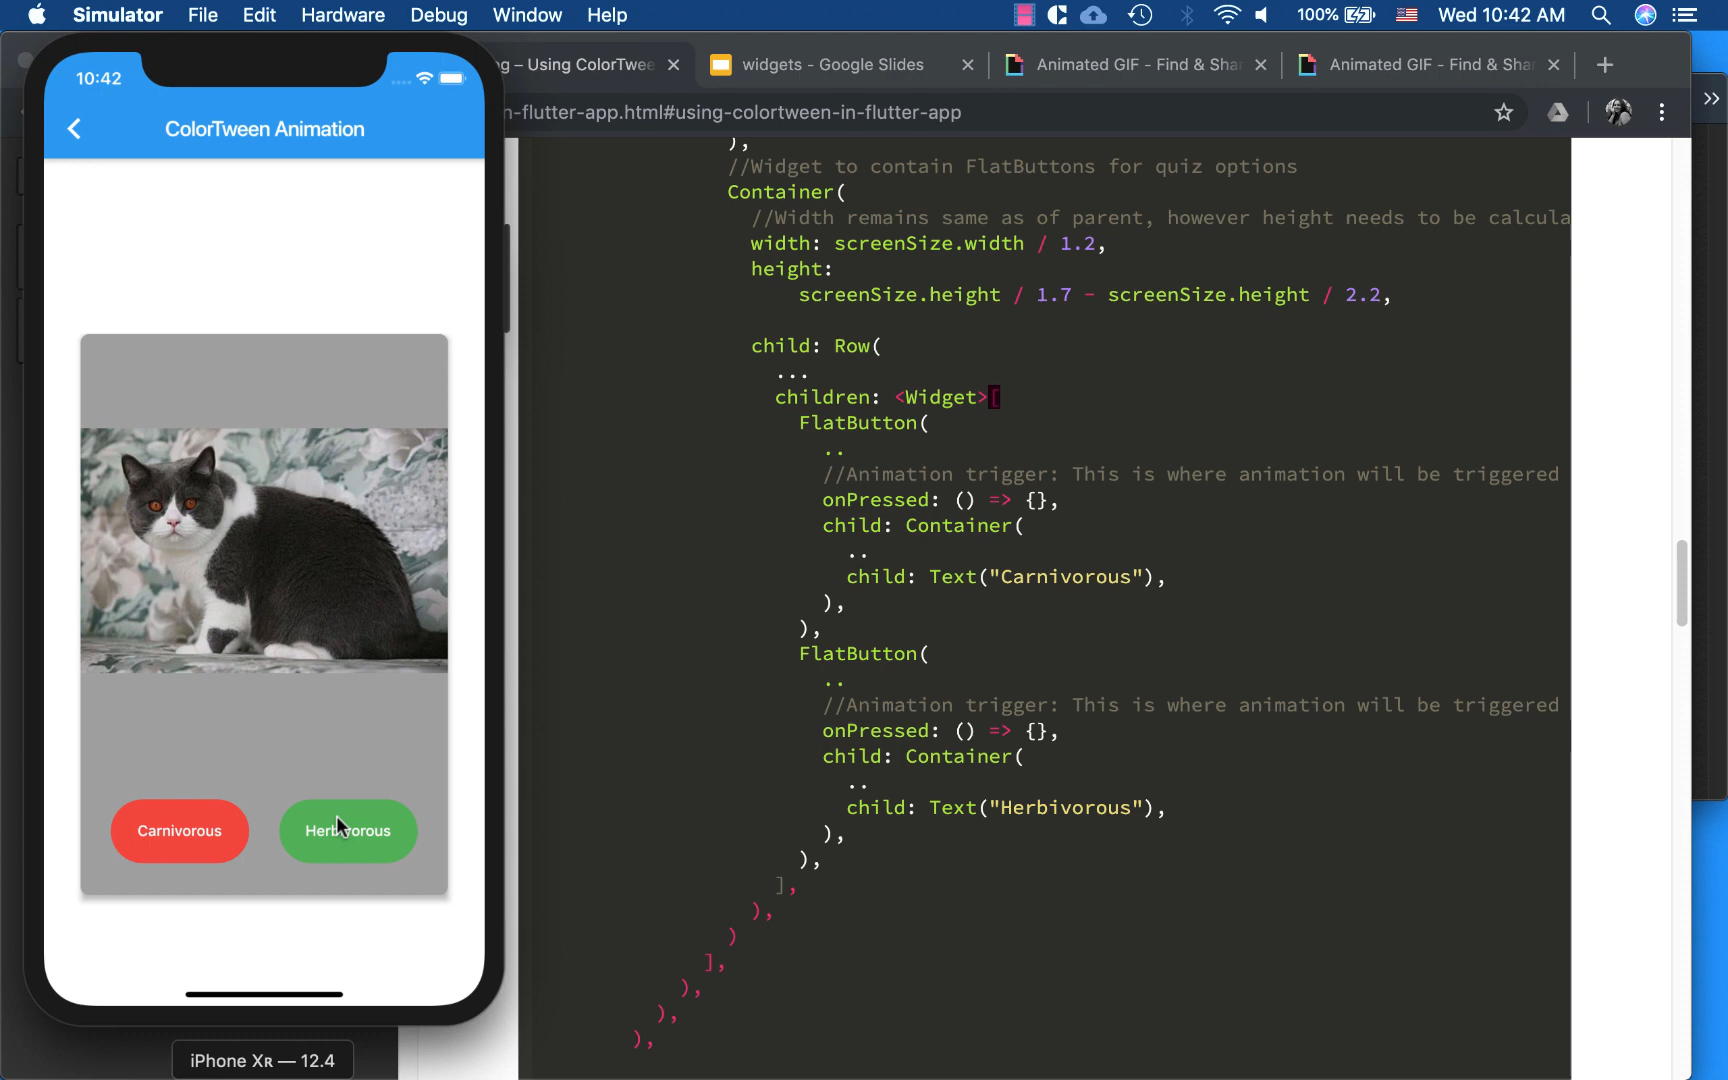 Simulator File Edit Hardware Debug Window Help 100% Wed 10:42 AM
10:42
ColorTween Animation
Carnivorous
Herbivorous
iPhone Xʀ — 12.4
– Using ColorTwee
widgets - Google Slides
Animated GIF - Find & Shar
Animated GIF - Find & Shar
n-flutter-app.html#using-colortween-in-flutter-app
),
//Widget to contain FlatButtons for quiz options
Container(
//Width remains same as of parent, however height needs to be calcula
width: screenSize.width / 1.2,
height:
screenSize.height / 1.7 - screenSize.height / 2.2,
child: Row(
...
children: <Widget>[
FlatButton(
..
//Animation trigger: This is where animation will be triggered
onPressed: () => {},
child: Container(
..
child: Text("Carnivorous"),
),
),
FlatButton(
..
//Animation trigger: This is where animation will be triggered
onPressed: () => {},
child: Container(
..
child: Text("Herbivorous"),
),
),
],
),
)
],
),
),
),